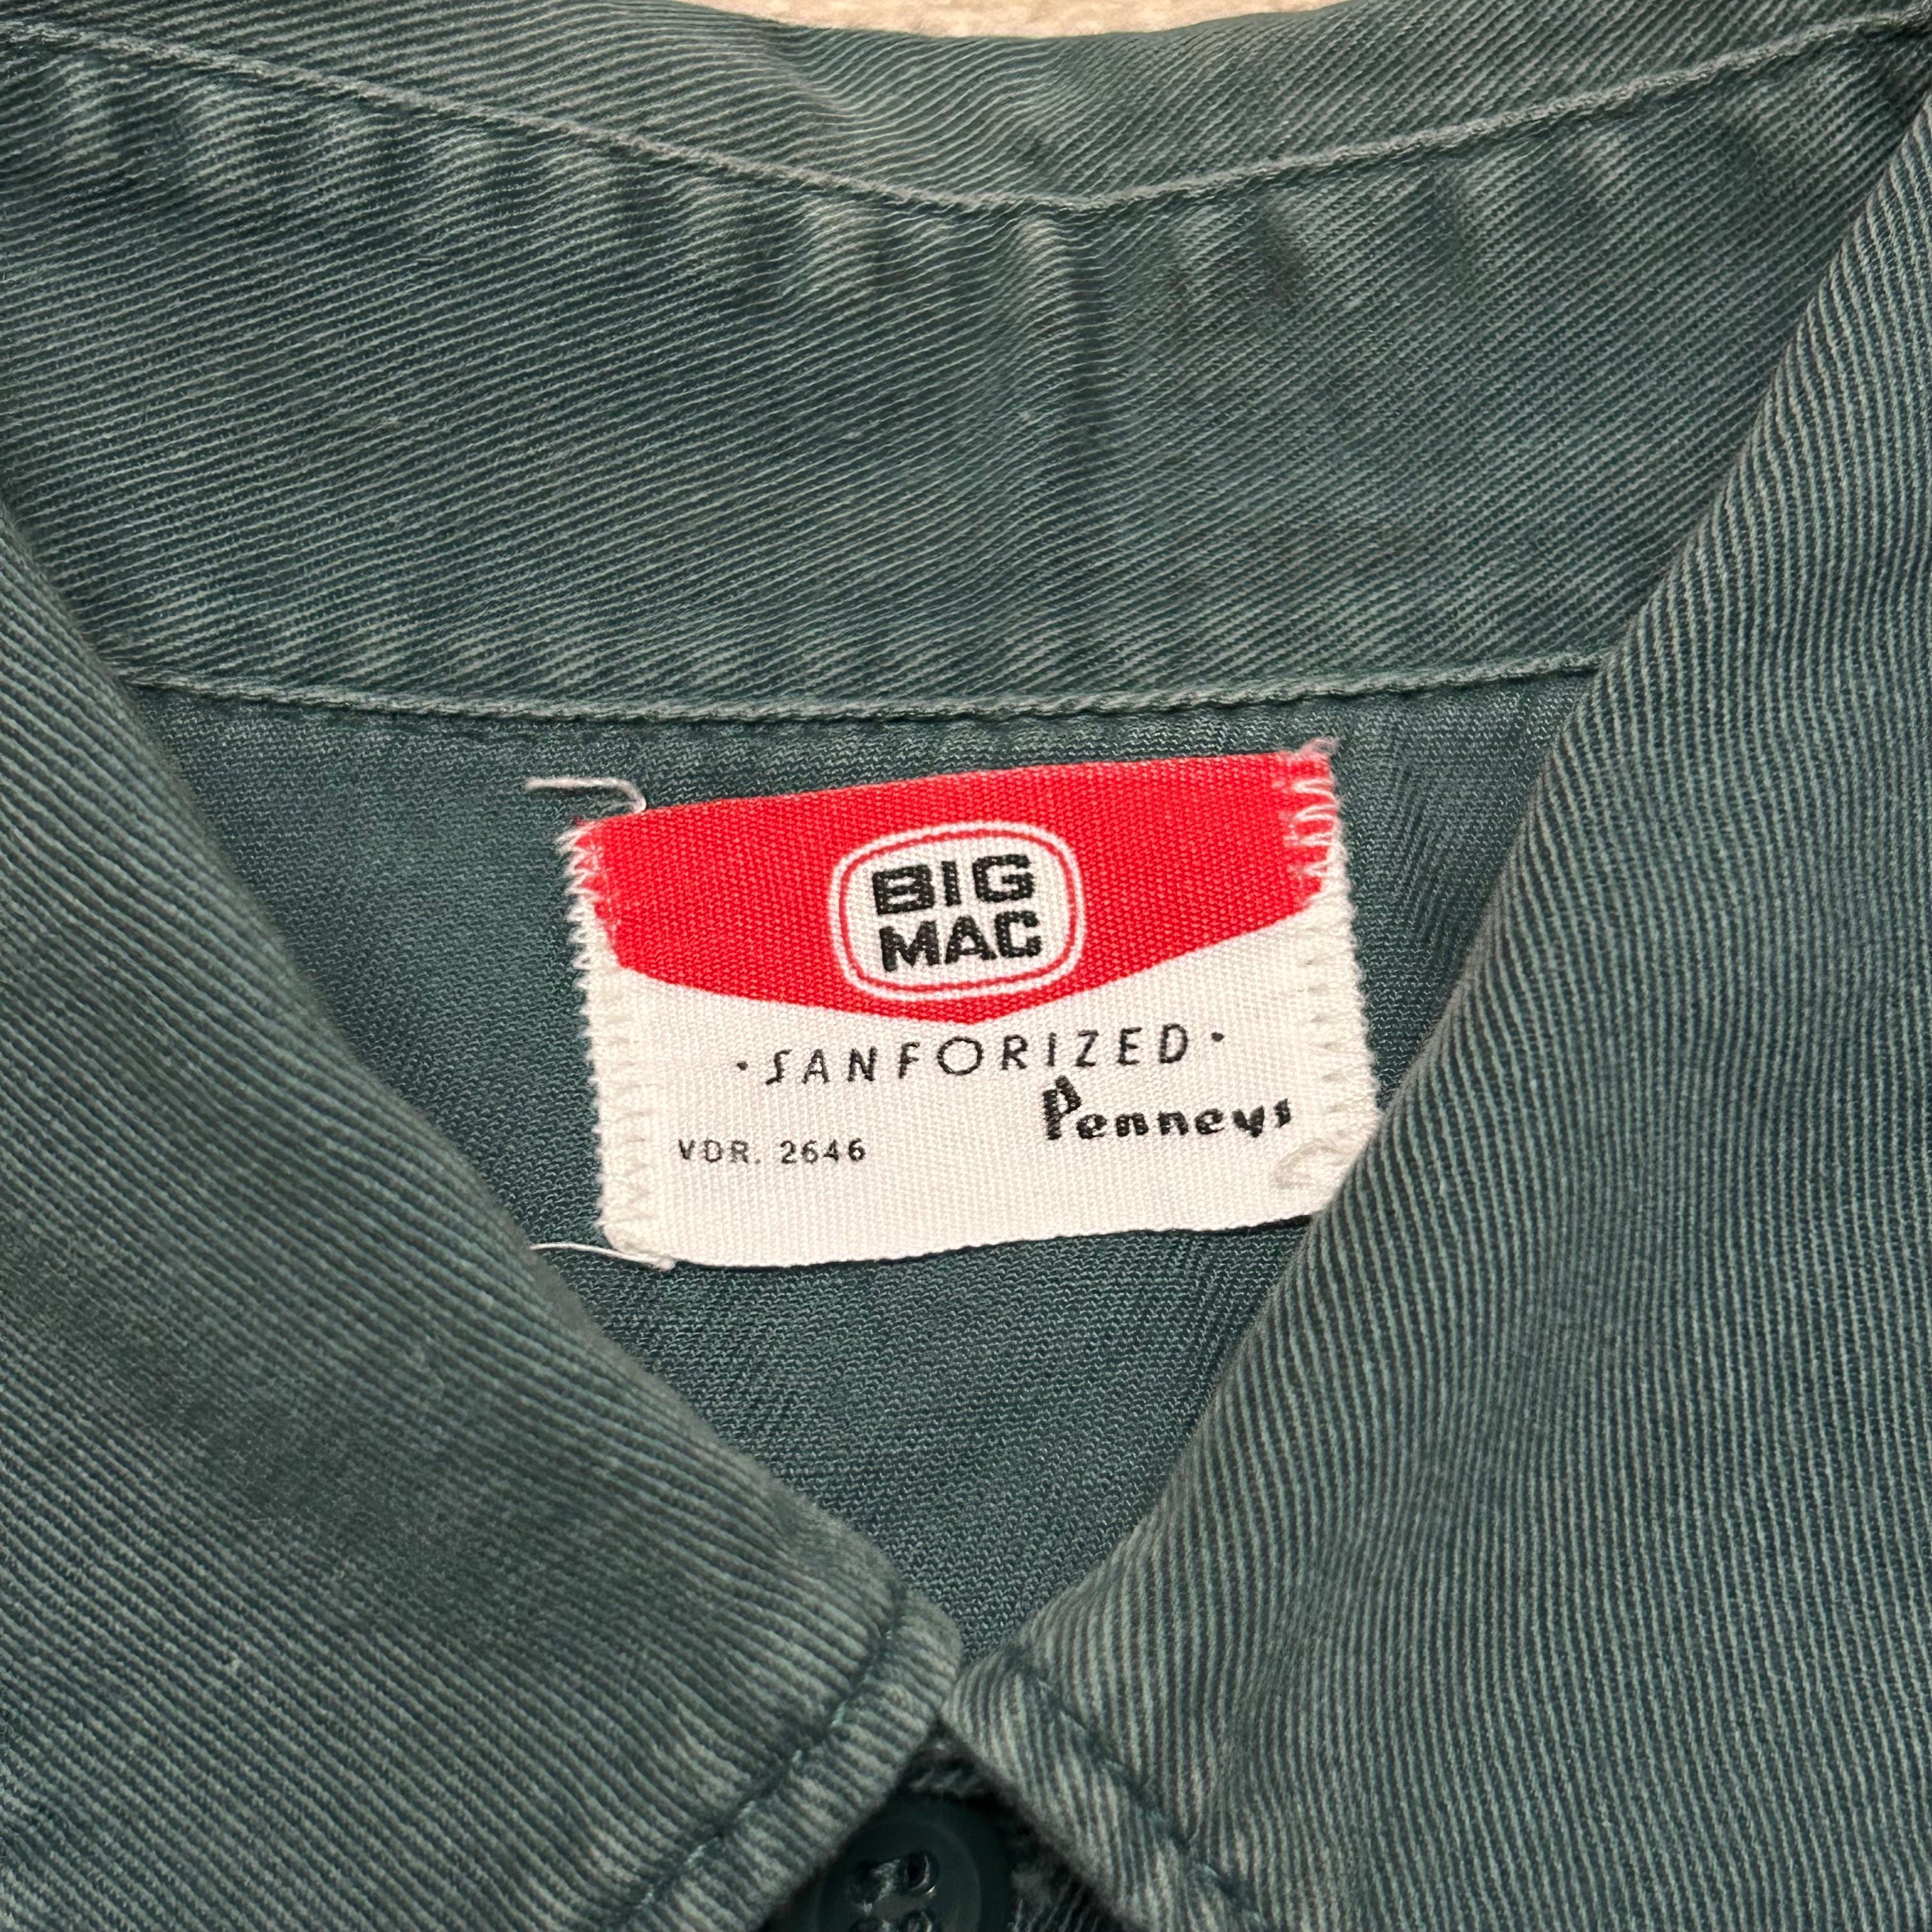 BIG
MAC
·SANFORIZED·
Penneys
VDR. 2646